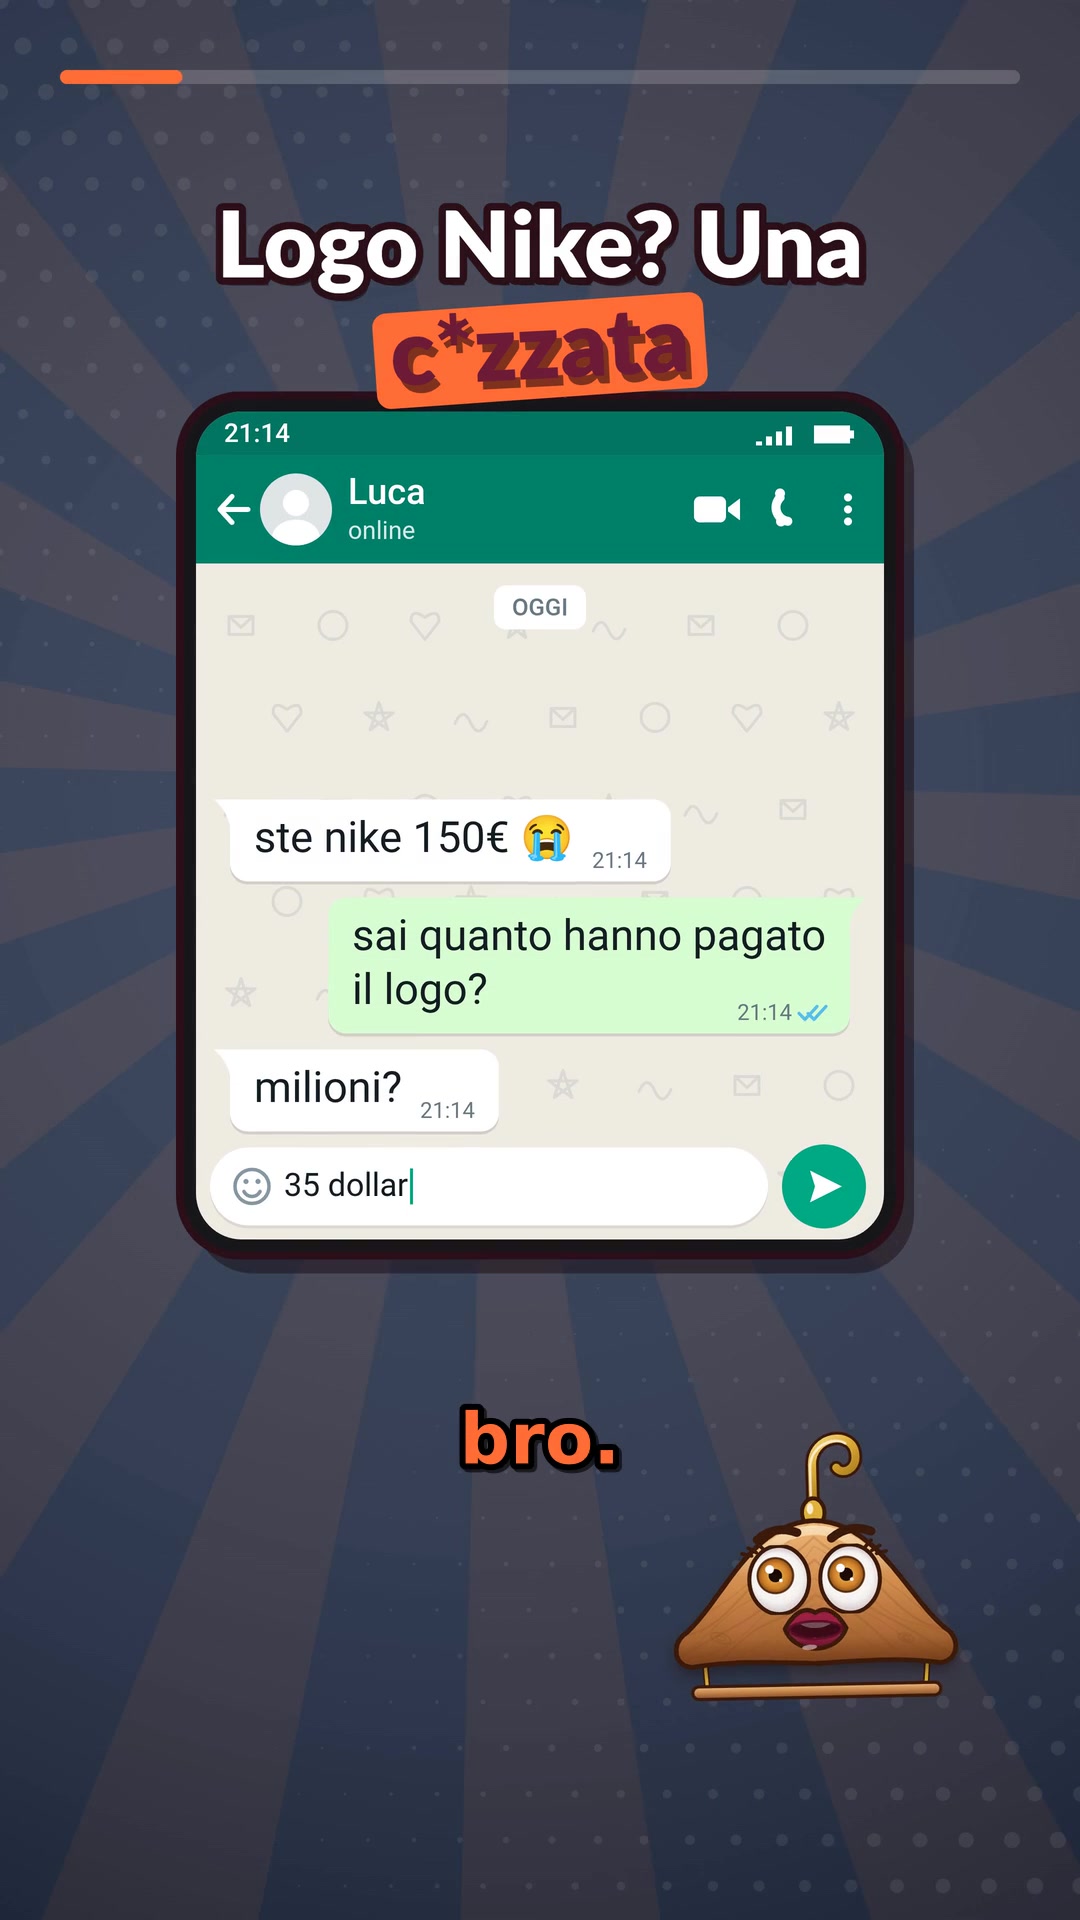 Logo Nike? Una
c*zzata
21:14
Luca
online
OGGI
ste nike 150€ 😭 21:14
sai quanto hanno pagato
il logo?
21:14
milioni? 21:14
35 dollar
bro.